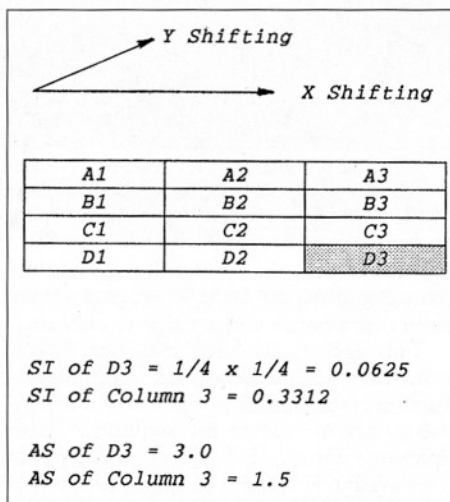 Y Shifting
X Shifting
A1 A2 A3
B1 B2 B3
C1 C2 C3
D1 D2 D3
SI of D3 = 1/4 x 1/4 = 0.0625
SI of Column 3 = 0.3312
AS of D3 = 3.0
AS of Column 3 = 1.5